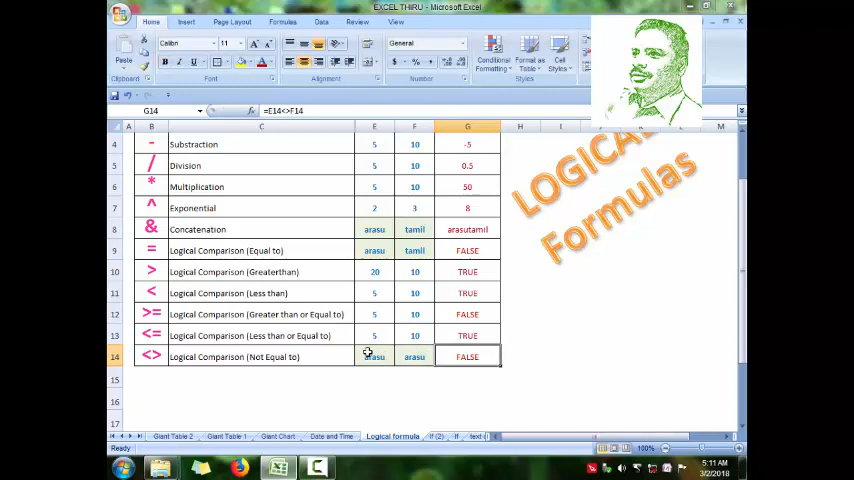 EXCEL THIRU - Microsoft Excel
Home Insert Page Layout Formulas Data Review View
Calibri 11 General
Paste Conditional Formatting Format as Table Cell Styles
Clipboard Font Alignment Number Styles
G14 fx =E14<>F14
A B C E F G H I J M
4 - Substraction 5 10 -5
5 / Division 5 10 0.5
6 * Multiplication 5 10 50
7 ^ Exponential 2 3 8
8 & Concatenation arasu tamil arasutamil
9 = Logical Comparison (Equal to) arasu tamil FALSE
10 > Logical Comparison (Greaterthan) 20 10 TRUE
11 < Logical Comparison (Less than) 5 10 TRUE
12 >= Logical Comparison (Greater than or Equal to) 5 10 FALSE
13 <= Logical Comparison (Less than or Equal to) 5 10 TRUE
14 <> Logical Comparison (Not Equal to) arasu arasu FALSE
15
16
17
LOGICAL
Formulas
Giant Table 2 Giant Table 1 Giant Chart Date and Time Logical formula If (2) If text
Ready 100%
5:11 AM
3/2/2018